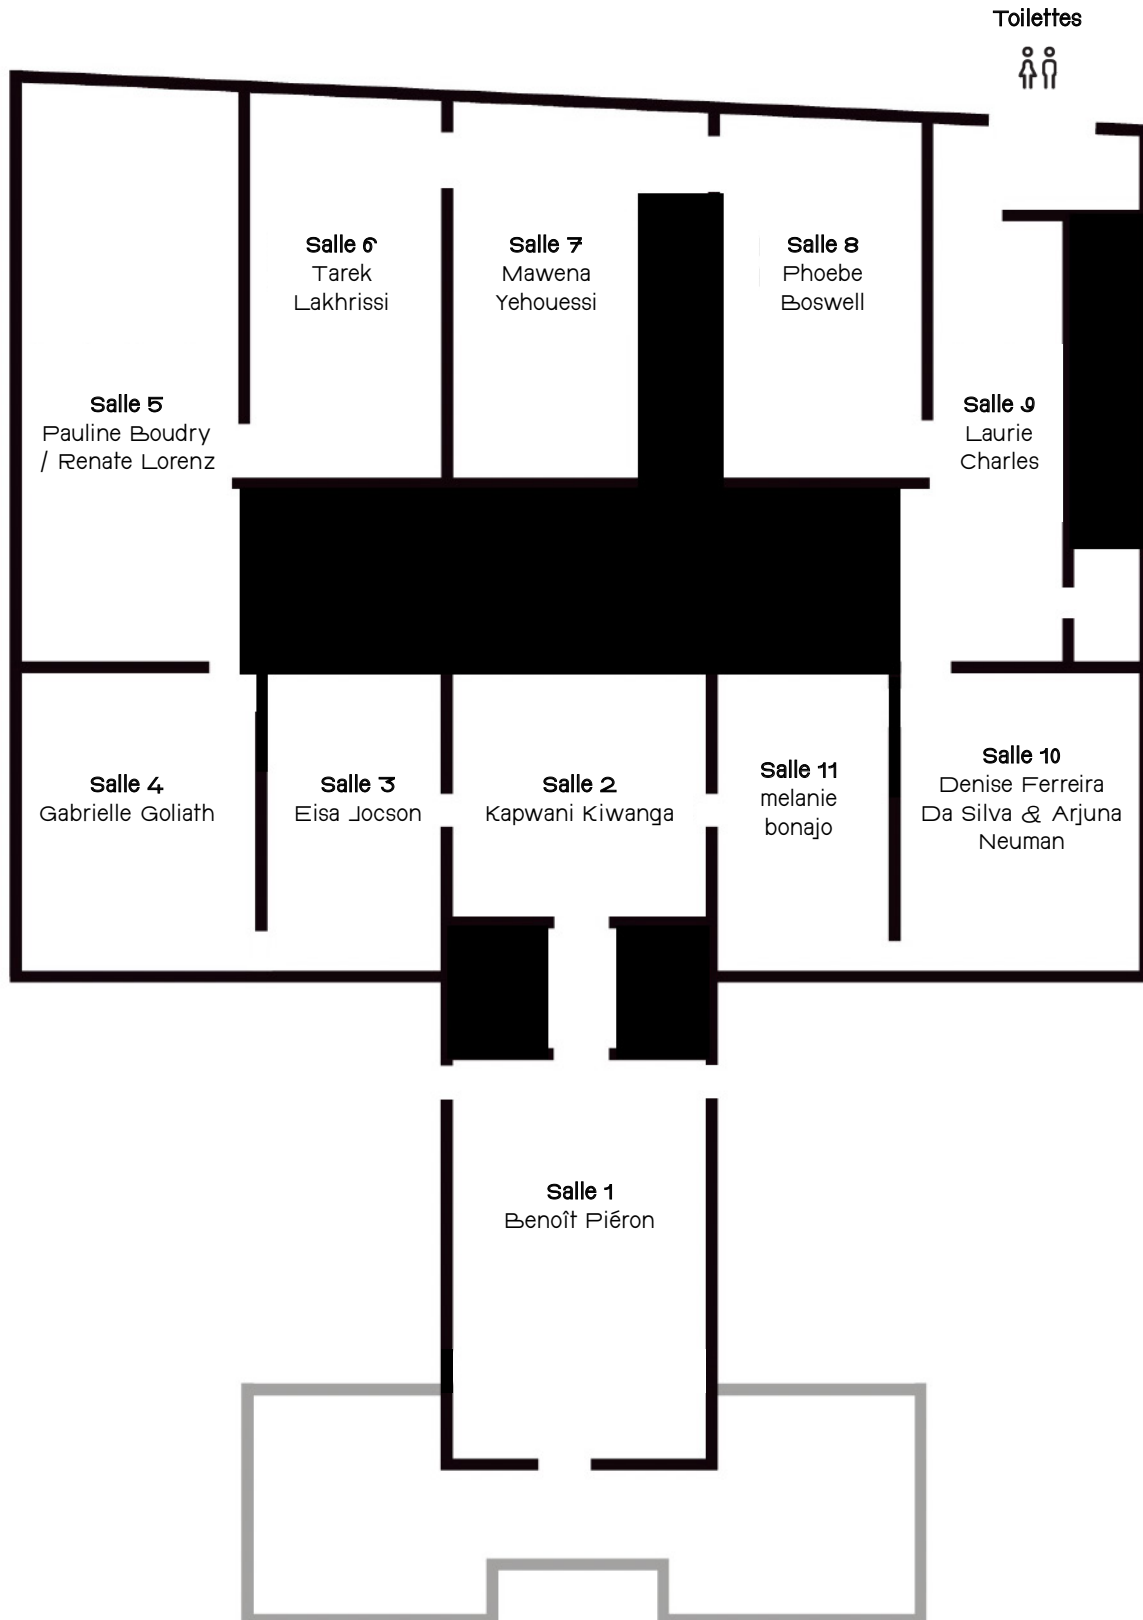 Toilettes
Salle 6
Tarek
Lakhrissi
Salle 7
Mawena
Yehouessi
Salle 8
Phoebe
Boswell
Salle 5
Pauline Boudry
/ Renate Lorenz
Salle 9
Laurie
Charles
Salle 4
Gabrielle Goliath
Salle 3
Eisa Jocson
Salle 2
Kapwani Kiwanga
Salle 11
melanie
bonajo
Salle 10
Denise Ferreira
Da Silva & Arjuna
Neuman
Salle 1
Benoît Piéron